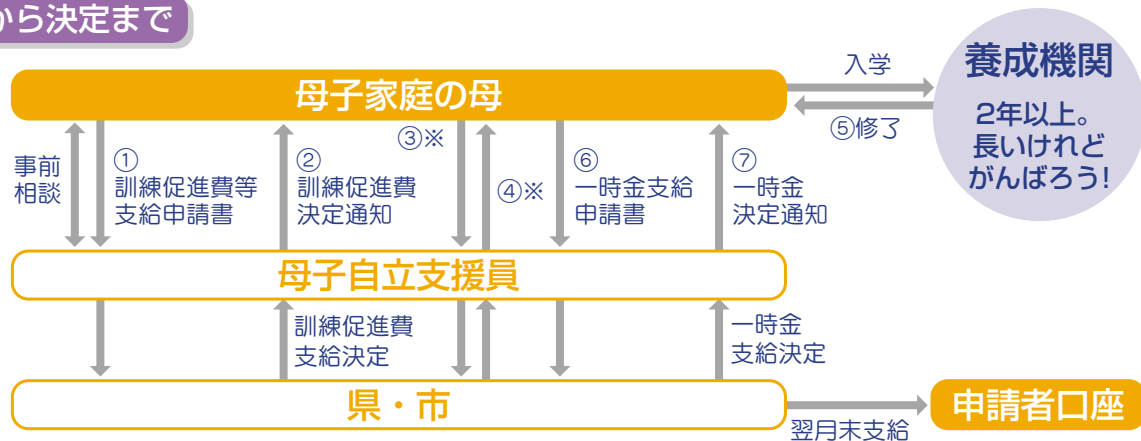 から決定まで
母子家庭の母
入学
⑤修了
養成機関
2年以上。
長いけれど
がんばろう!
事前
相談
①
訓練促進費等
支給申請書
②
訓練促進費
決定通知
③※
④※
⑥
一時金支給
申請書
⑦
一時金
決定通知
母子自立支援員
訓練促進費
支給決定
一時金
支給決定
県・市
翌月末支給
申請者口座